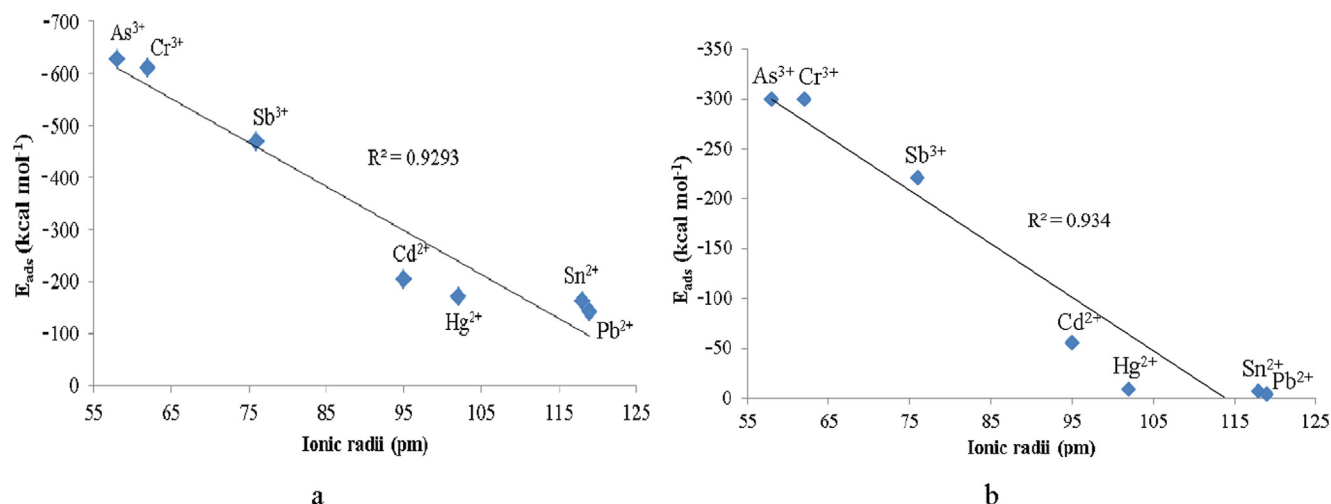 -700
-600
-500
-400
-300
-200
-100
0
E_ads (kcal mol⁻¹)
As³⁺
Cr³⁺
Sb³⁺
R² = 0.9293
Cd²⁺
Hg²⁺
Sn²⁺
Pb²⁺
55 65 75 85 95 105 115 125
Ionic radii (pm)
a
-350
-300
-250
-200
-150
-100
-50
0
E_ads (kcal mol⁻¹)
As³⁺ Cr³⁺
Sb³⁺
R² = 0.934
Cd²⁺
Hg²⁺
Sn²⁺
Pb²⁺
55 65 75 85 95 105 115 125
Ionic radii (pm)
b